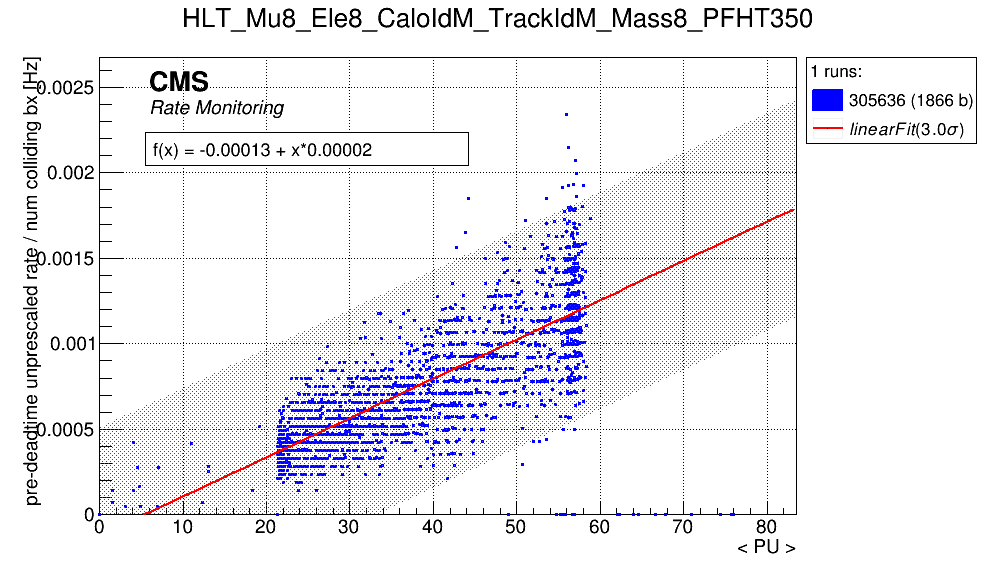 HLT_Mu8_Ele8_CaloIdM_TrackIdM_Mass8_PFHT350
pre-deadtime unprescaled rate / num colliding bx [Hz]
CMS
Rate Monitoring
f(x) = -0.00013 + x*0.00002
1 runs:
305636 (1866 b)
linearFit(3.0σ)
0.0025
0.002
0.0015
0.001
0.0005
0
0 10 20 30 40 50 60 70 80
< PU >